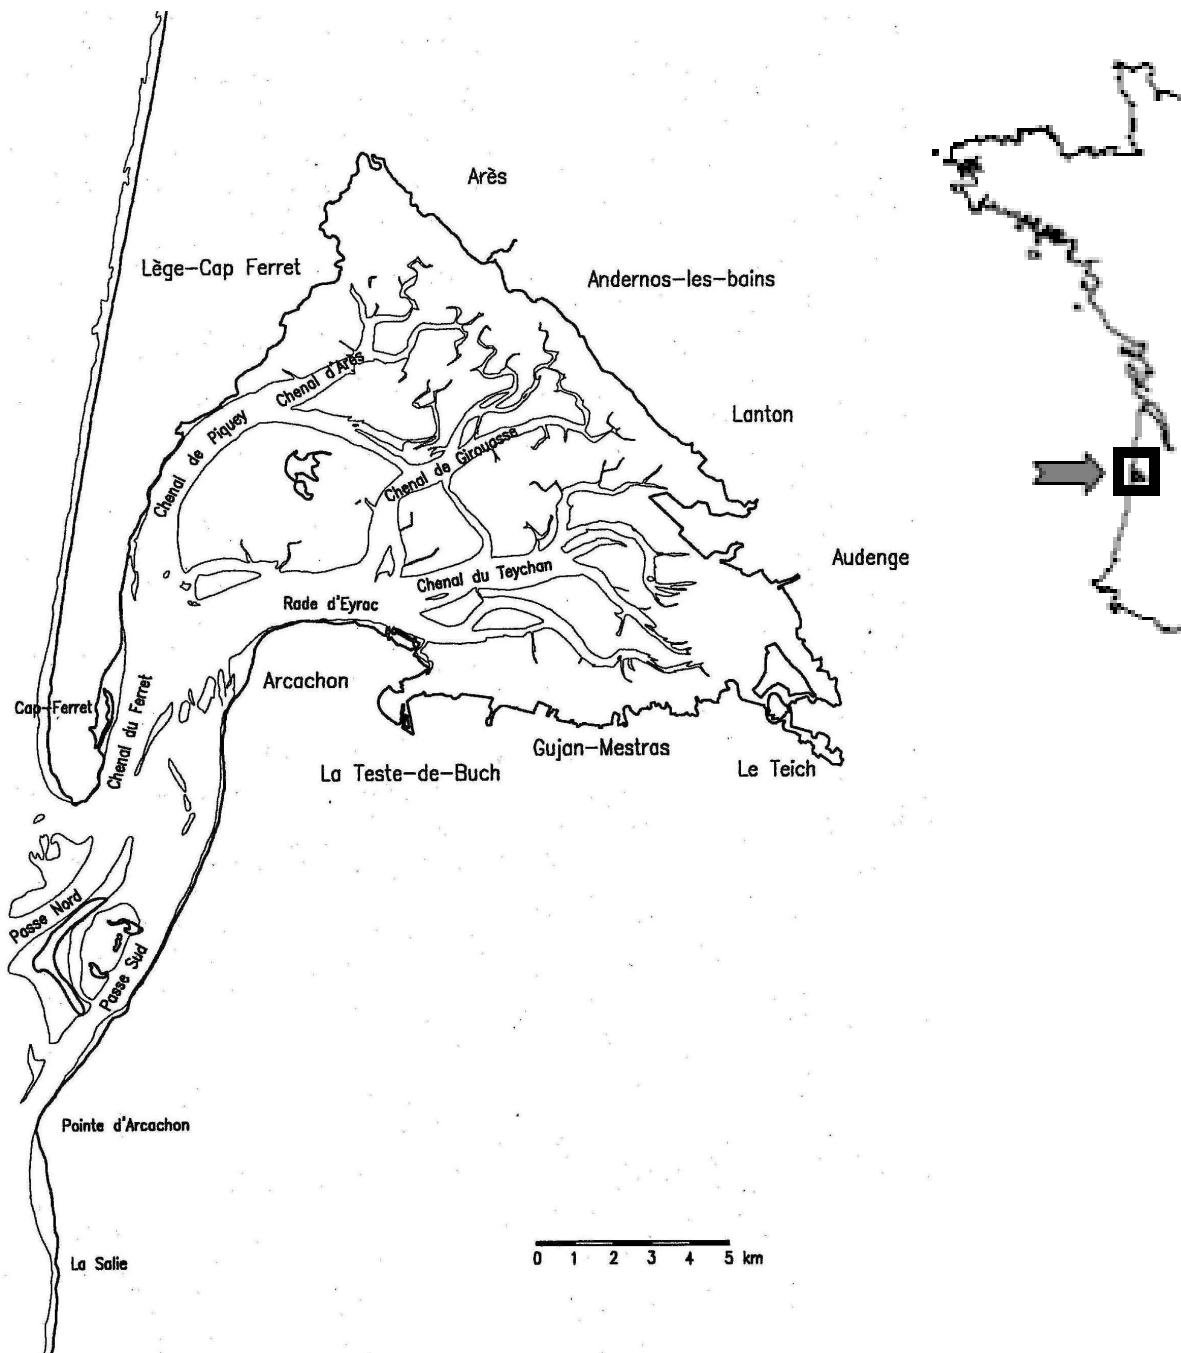 Arès
Lège-Cap Ferret
Andernos-les-bains
Chenal d'Arès
Chenal de Piquey
Lanton
Chenal de Girouasse
Audenge
Chenal du Teychan
Rade d'Eyrac
Arcachon
Cap-Ferret
Chenal du Ferret
Gujan-Mestras
La Teste-de-Buch
Le Teich
Passe Nord
Passe Sud
Pointe d'Arcachon
La Salie
0 1 2 3 4 5 km